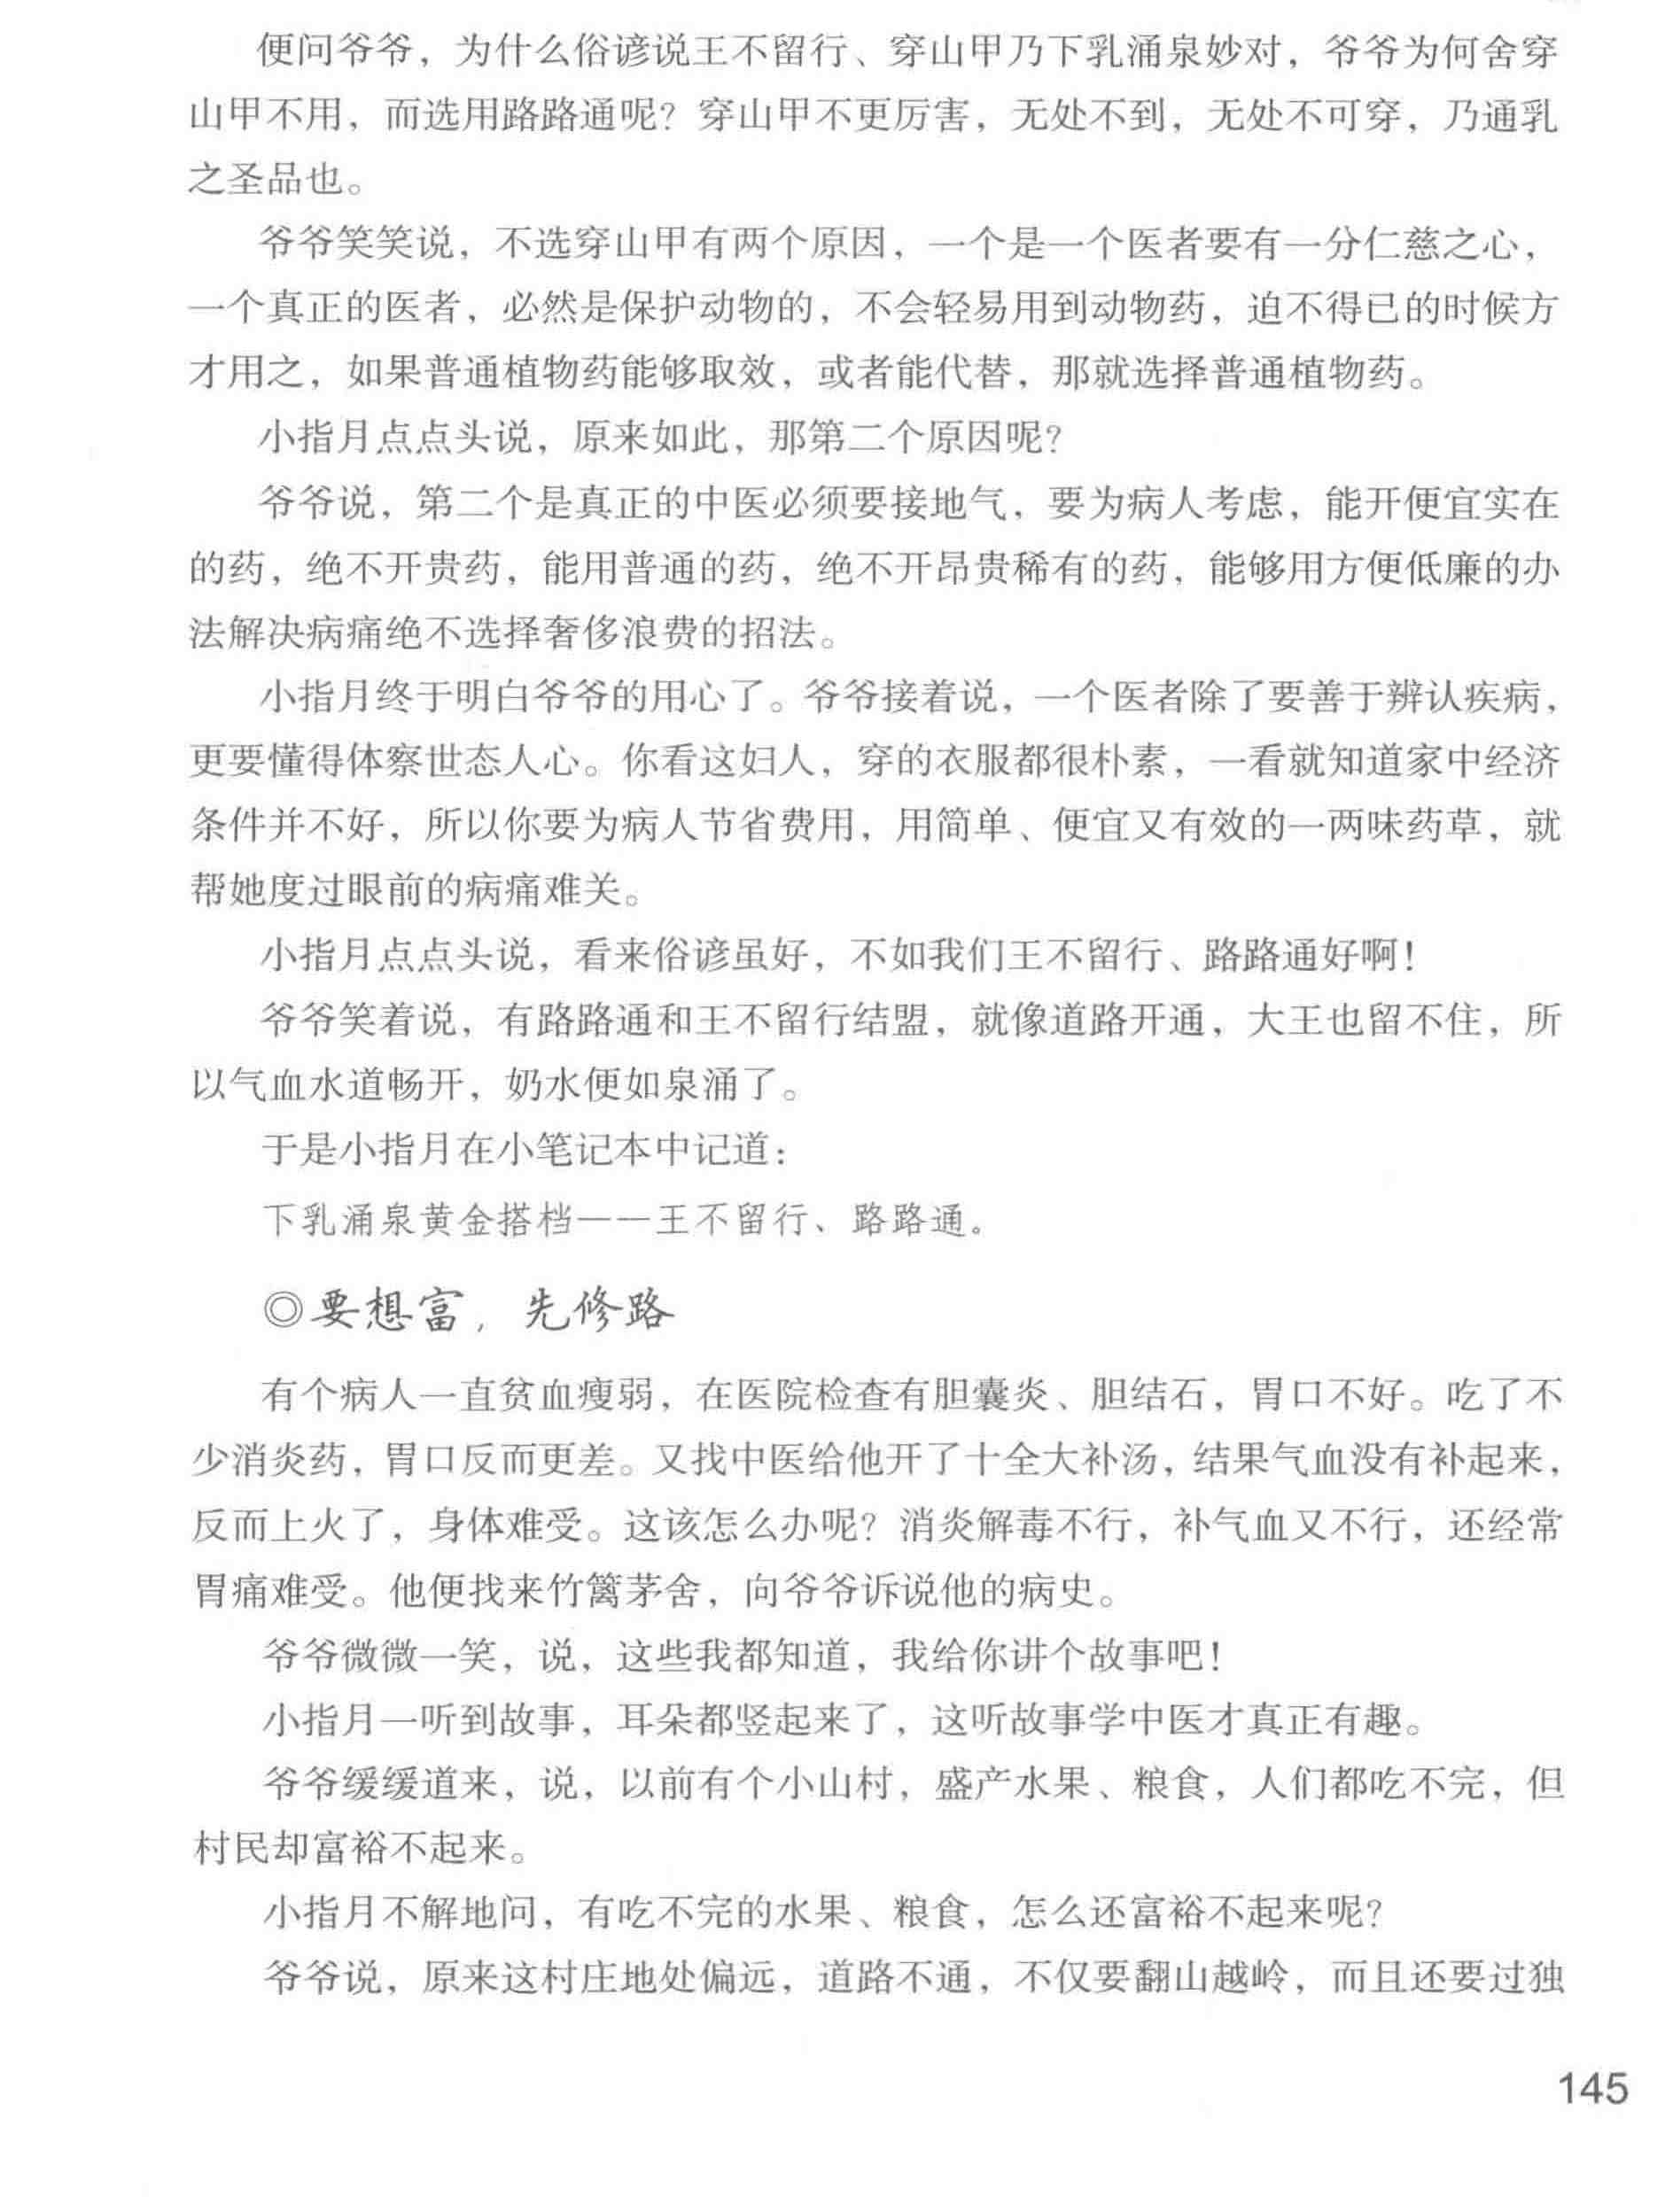 便问爷爷，为什么俗谚说王不留行、穿山甲乃下乳涌泉妙对，爷爷为何舍穿
山甲不用，而选用路路通呢？穿山甲不更厉害，无处不到，无处不可穿，乃通乳
之圣品也。
爷爷笑笑说，不选穿山甲有两个原因，一个是一个医者要有一分仁慈之心，
一个真正的医者，必然是保护动物的，不会轻易用到动物药，迫不得已的时候方
才用之，如果普通植物药能够取效，或者能代替，那就选择普通植物药。
小指月点点头说，原来如此，那第二个原因呢？
爷爷说，第二个是真正的中医必须要接地气，要为病人考虑，能开便宜实在
的药，绝不开贵药，能用普通的药，绝不开昂贵稀有的药，能够用方便低廉的办
法解决病痛绝不选择奢侈浪费的招法。
小指月终于明白爷爷的用心了。爷爷接着说，一个医者除了要善于辨认疾病，
更要懂得体察世态人心。你看这妇人，穿的衣服都很朴素，一看就知道家中经济
条件并不好，所以你要为病人节省费用，用简单、便宜又有效的一两味药草，就
帮她度过眼前的病痛难关。
小指月点点头说，看来俗谚虽好，不如我们王不留行、路路通好啊！
爷爷笑着说，有路路通和王不留行结盟，就像道路开通，大王也留不住，所
以气血水道畅开，奶水便如泉涌了。
于是小指月在小笔记本中记道：
下乳涌泉黄金搭档——王不留行、路路通。
◎要想富，先修路
有个病人一直贫血瘦弱，在医院检查有胆囊炎、胆结石，胃口不好。吃了不
少消炎药，胃口反而更差。又找中医给他开了十全大补汤，结果气血没有补起来，
反而上火了，身体难受。这该怎么办呢？消炎解毒不行，补气血又不行，还经常
胃痛难受。他便找来竹篱茅舍，向爷爷诉说他的病史。
爷爷微微一笑，说，这些我都知道，我给你讲个故事吧！
小指月一听到故事，耳朵都竖起来了，这听故事学中医才真正有趣。
爷爷缓缓道来，说，以前有个小山村，盛产水果、粮食，人们都吃不完，但
村民却富裕不起来。
小指月不解地问，有吃不完的水果、粮食，怎么还富裕不起来呢？
爷爷说，原来这村庄地处偏远，道路不通，不仅要翻山越岭，而且还要过独
145